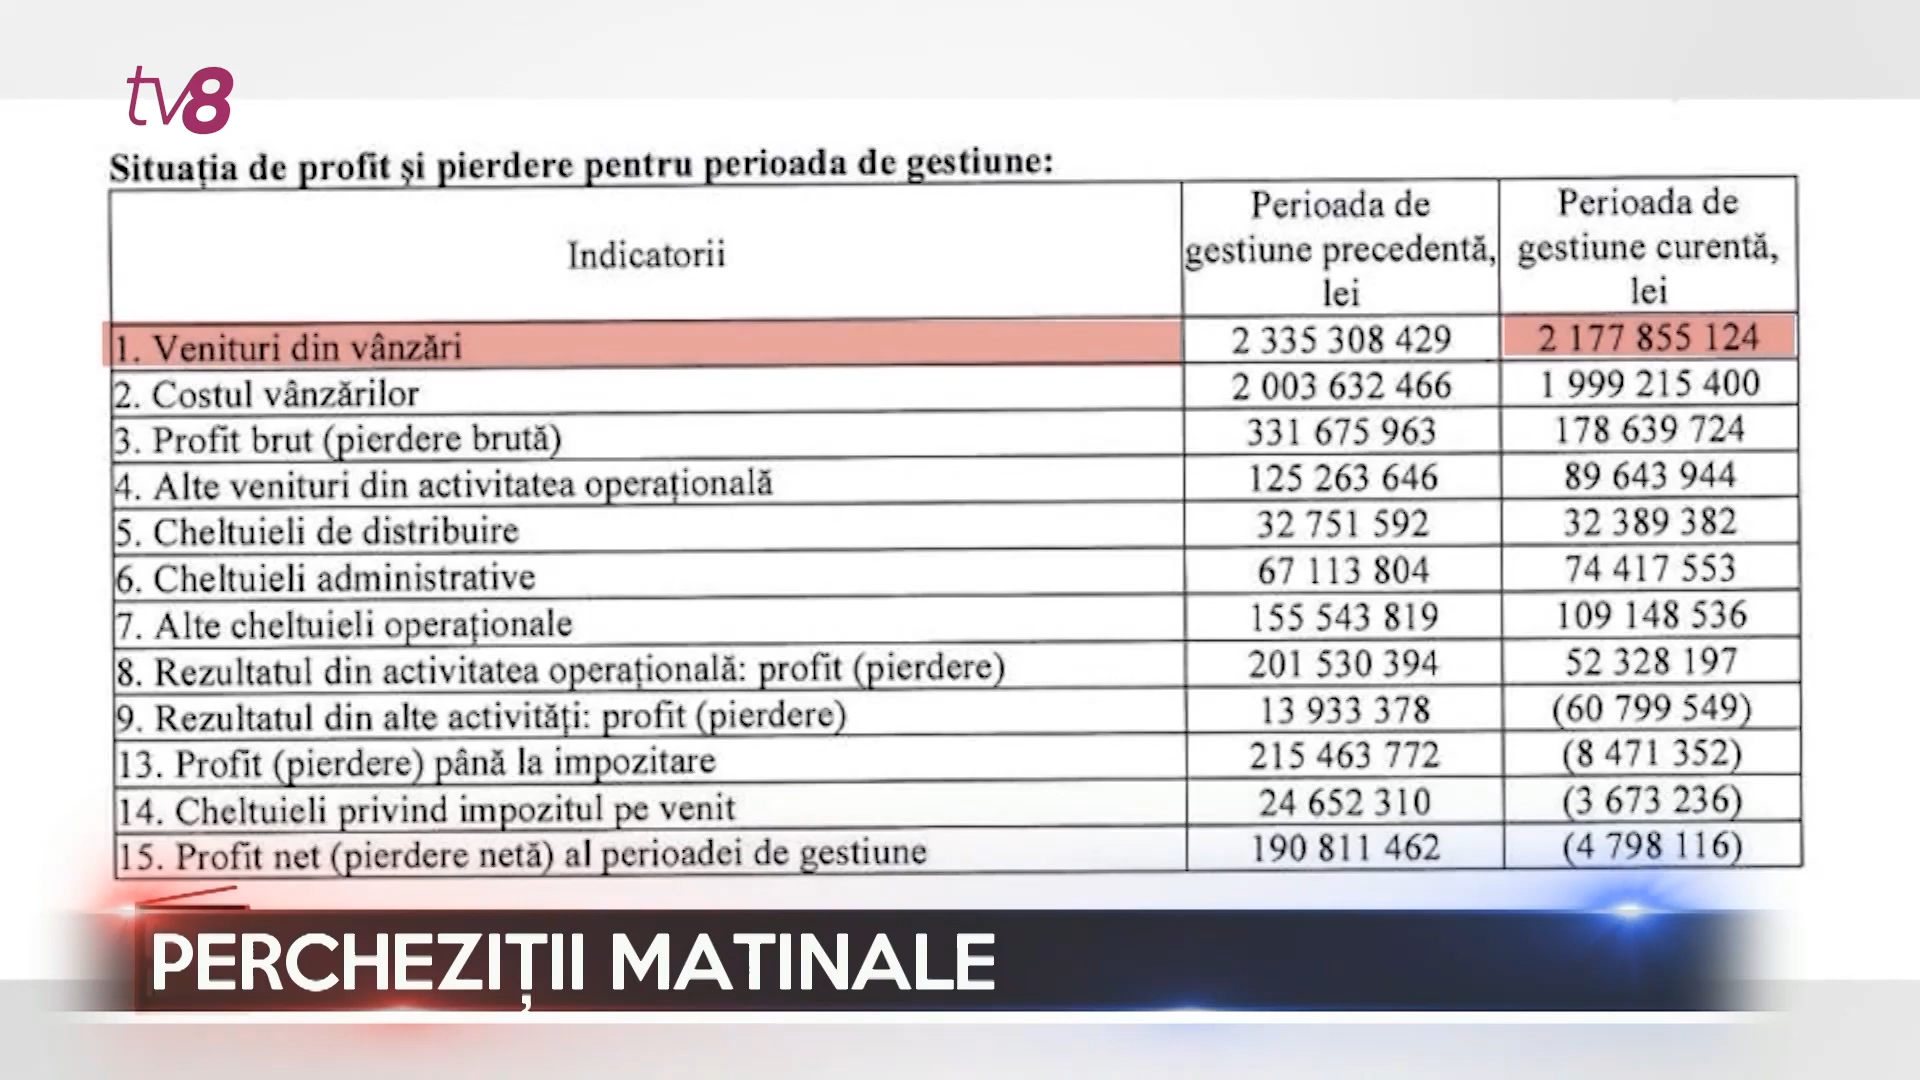 tv8
Situația de profit și pierdere pentru perioada de gestiune:
Indicatorii
Perioada de
gestiune precedentă,
lei
Perioada de
gestiune curentă,
lei
1. Venituri din vânzări 2 335 308 429 2 177 855 124
2. Costul vânzărilor 2 003 632 466 1 999 215 400
3. Profit brut (pierdere brută) 331 675 963 178 639 724
4. Alte venituri din activitatea operațională 125 263 646 89 643 944
5. Cheltuieli de distribuire 32 751 592 32 389 382
6. Cheltuieli administrative 67 113 804 74 417 553
7. Alte cheltuieli operaționale 155 543 819 109 148 536
8. Rezultatul din activitatea operațională: profit (pierdere) 201 530 394 52 328 197
9. Rezultatul din alte activități: profit (pierdere) 13 933 378 (60 799 549)
13. Profit (pierdere) până la impozitare 215 463 772 (8 471 352)
14. Cheltuieli privind impozitul pe venit 24 652 310 (3 673 236)
15. Profit net (pierdere netă) al perioadei de gestiune 190 811 462 (4 798 116)
PERCHEZIȚII MATINALE